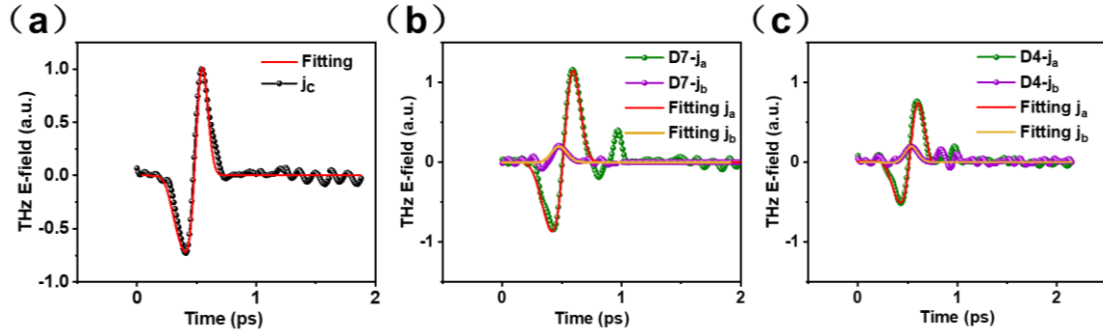 （a）
Fitting
jc
1.0
0.5
0.0
-0.5
-1.0
THz E-field (a.u.)
0
1
2
Time (ps)
（b）
D7-ja
D7-jb
Fitting ja
Fitting jb
1
0
-1
THz E-field (a.u.)
0
1
2
Time (ps)
（c）
D4-ja
D4-jb
Fitting ja
Fitting jb
1
0
-1
THz E-field (a.u.)
0
1
2
Time (ps)